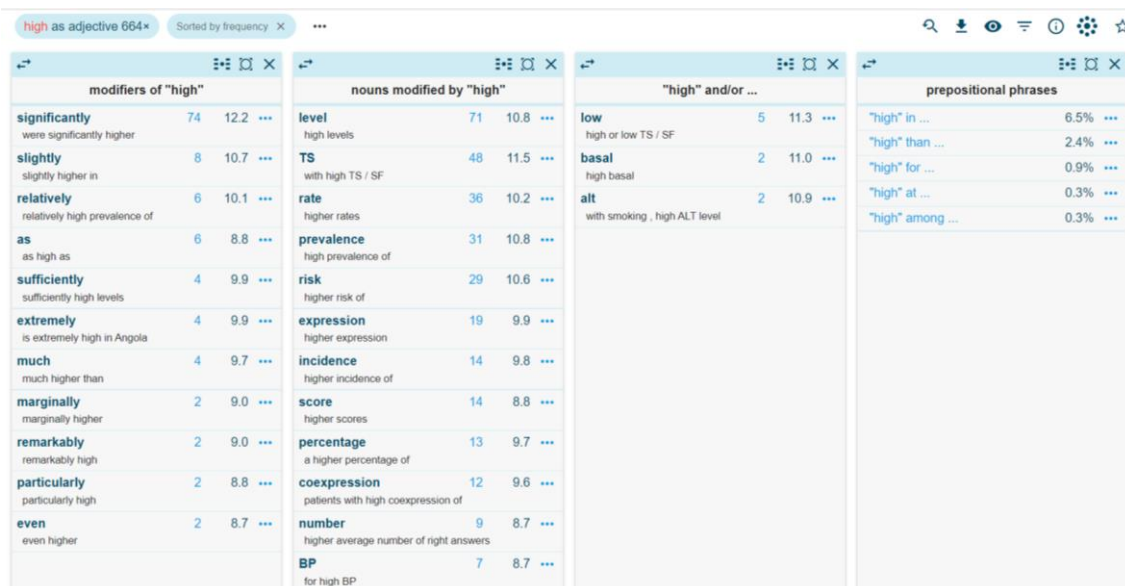 high as adjective 664× Sorted by frequency ×
modifiers of "high"
significantly 74 12.2
were significantly higher
slightly 8 10.7
slightly higher in
relatively 6 10.1
relatively high prevalence of
as 6 8.8
as high as
sufficiently 4 9.9
sufficiently high levels
extremely 4 9.9
is extremely high in Angola
much 4 9.7
much higher than
marginally 2 9.0
marginally higher
remarkably 2 9.0
remarkably high
particularly 2 8.8
particularly high
even 2 8.7
even higher
nouns modified by "high"
level 71 10.8
high levels
TS 48 11.5
with high TS / SF
rate 36 10.2
higher rates
prevalence 31 10.8
high prevalence of
risk 29 10.6
higher risk of
expression 19 9.9
higher expression
incidence 14 9.8
higher incidence of
score 14 8.8
higher scores
percentage 13 9.7
a higher percentage of
coexpression 12 9.6
patients with high coexpression of
number 9 8.7
higher average number of right answers
BP 7 8.7
for high BP
"high" and/or ...
low 5 11.3
high or low TS / SF
basal 2 11.0
high basal
alt 2 10.9
with smoking , high ALT level
prepositional phrases
"high" in ... 6.5%
"high" than ... 2.4%
"high" for ... 0.9%
"high" at ... 0.3%
"high" among ... 0.3%